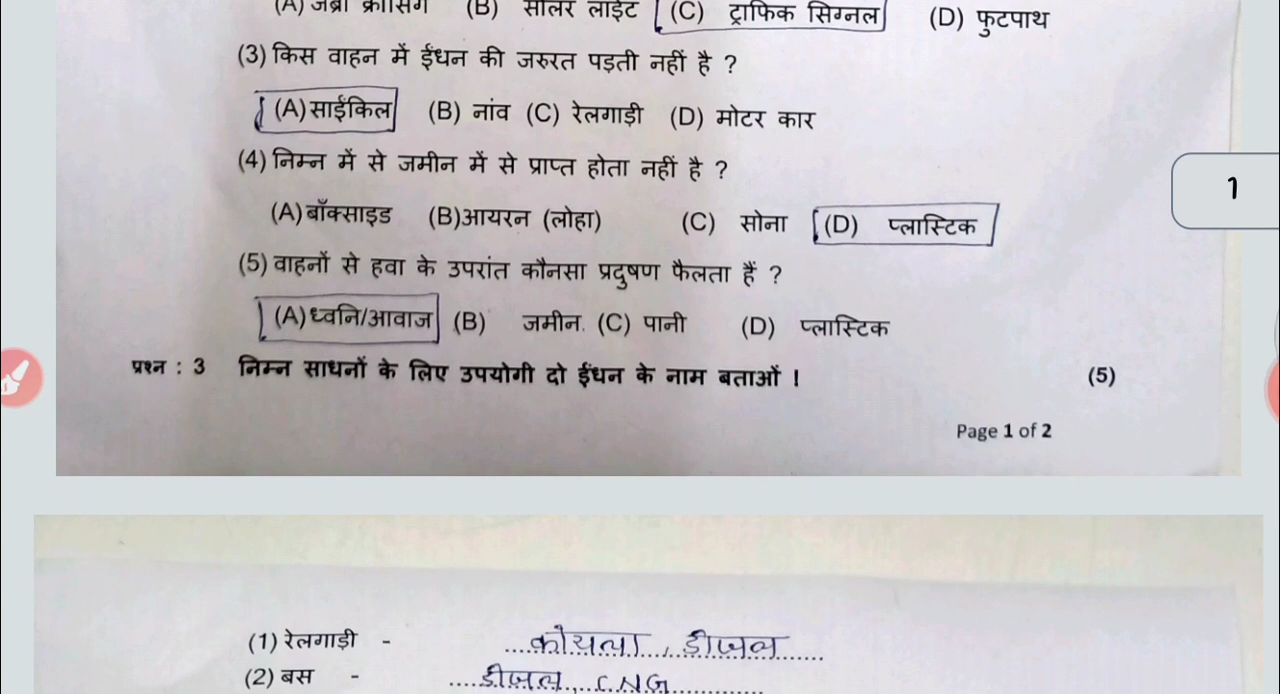 (A) जेब्रा क्रोसिंग (B) सोलर लाईट (C) ट्राफिक सिग्नल (D) फुटपाथ
(3) किस वाहन में ईंधन की जरुरत पड़ती नहीं है ?
(A) साईकिल (B) नांव (C) रेलगाड़ी (D) मोटर कार
(4) निम्न में से जमीन में से प्राप्त होता नहीं है ?
1
(A) बॉक्साइड (B) आयरन (लोहा) (C) सोना (D) प्लास्टिक
(5) वाहनों से हवा के उपरांत कौनसा प्रदुषण फैलता हैं ?
(A) ध्वनि/आवाज (B) जमीन. (C) पानी (D) प्लास्टिक
प्रश्न : 3 निम्न साधनों के लिए उपयोगी दो ईंधन के नाम बताओं ! (5)
Page 1 of 2
(1) रेलगाड़ी - ....कोयला , डीजल......
(2) बस - ....डीजल, CNG............